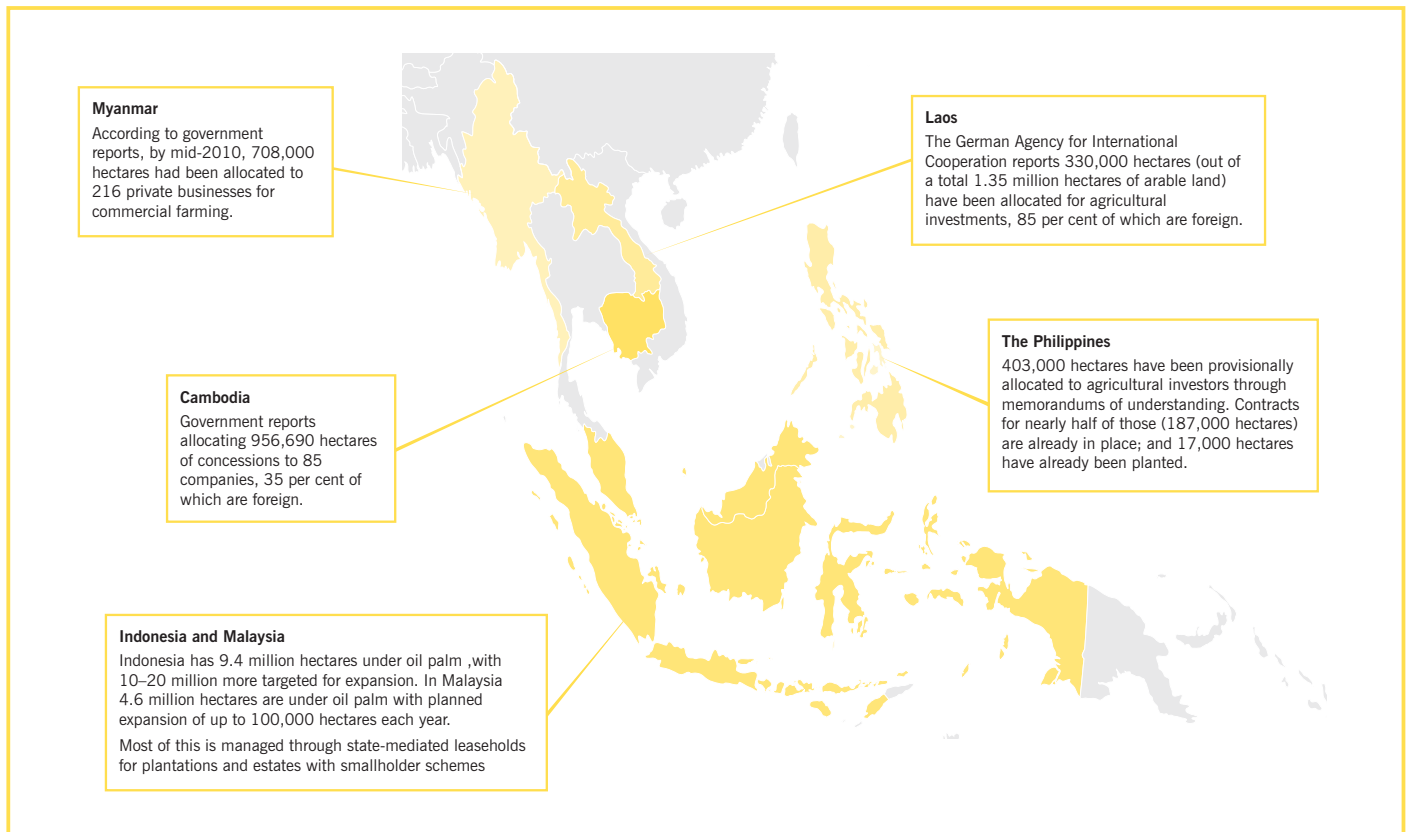 Myanmar
According to government
reports, by mid-2010, 708,000
hectares had been allocated to
216 private businesses for
commercial farming.
Laos
The German Agency for International
Cooperation reports 330,000 hectares (out of
a total 1.35 million hectares of arable land)
have been allocated for agricultural
investments, 85 per cent of which are foreign.
The Philippines
403,000 hectares have been provisionally
allocated to agricultural investors through
memorandums of understanding. Contracts
for nearly half of those (187,000 hectares)
are already in place; and 17,000 hectares
have already been planted.
Cambodia
Government reports
allocating 956,690 hectares
of concessions to 85
companies, 35 per cent of
which are foreign.
Indonesia and Malaysia
Indonesia has 9.4 million hectares under oil palm ,with
10–20 million more targeted for expansion. In Malaysia
4.6 million hectares are under oil palm with planned
expansion of up to 100,000 hectares each year.
Most of this is managed through state-mediated leaseholds
for plantations and estates with smallholder schemes